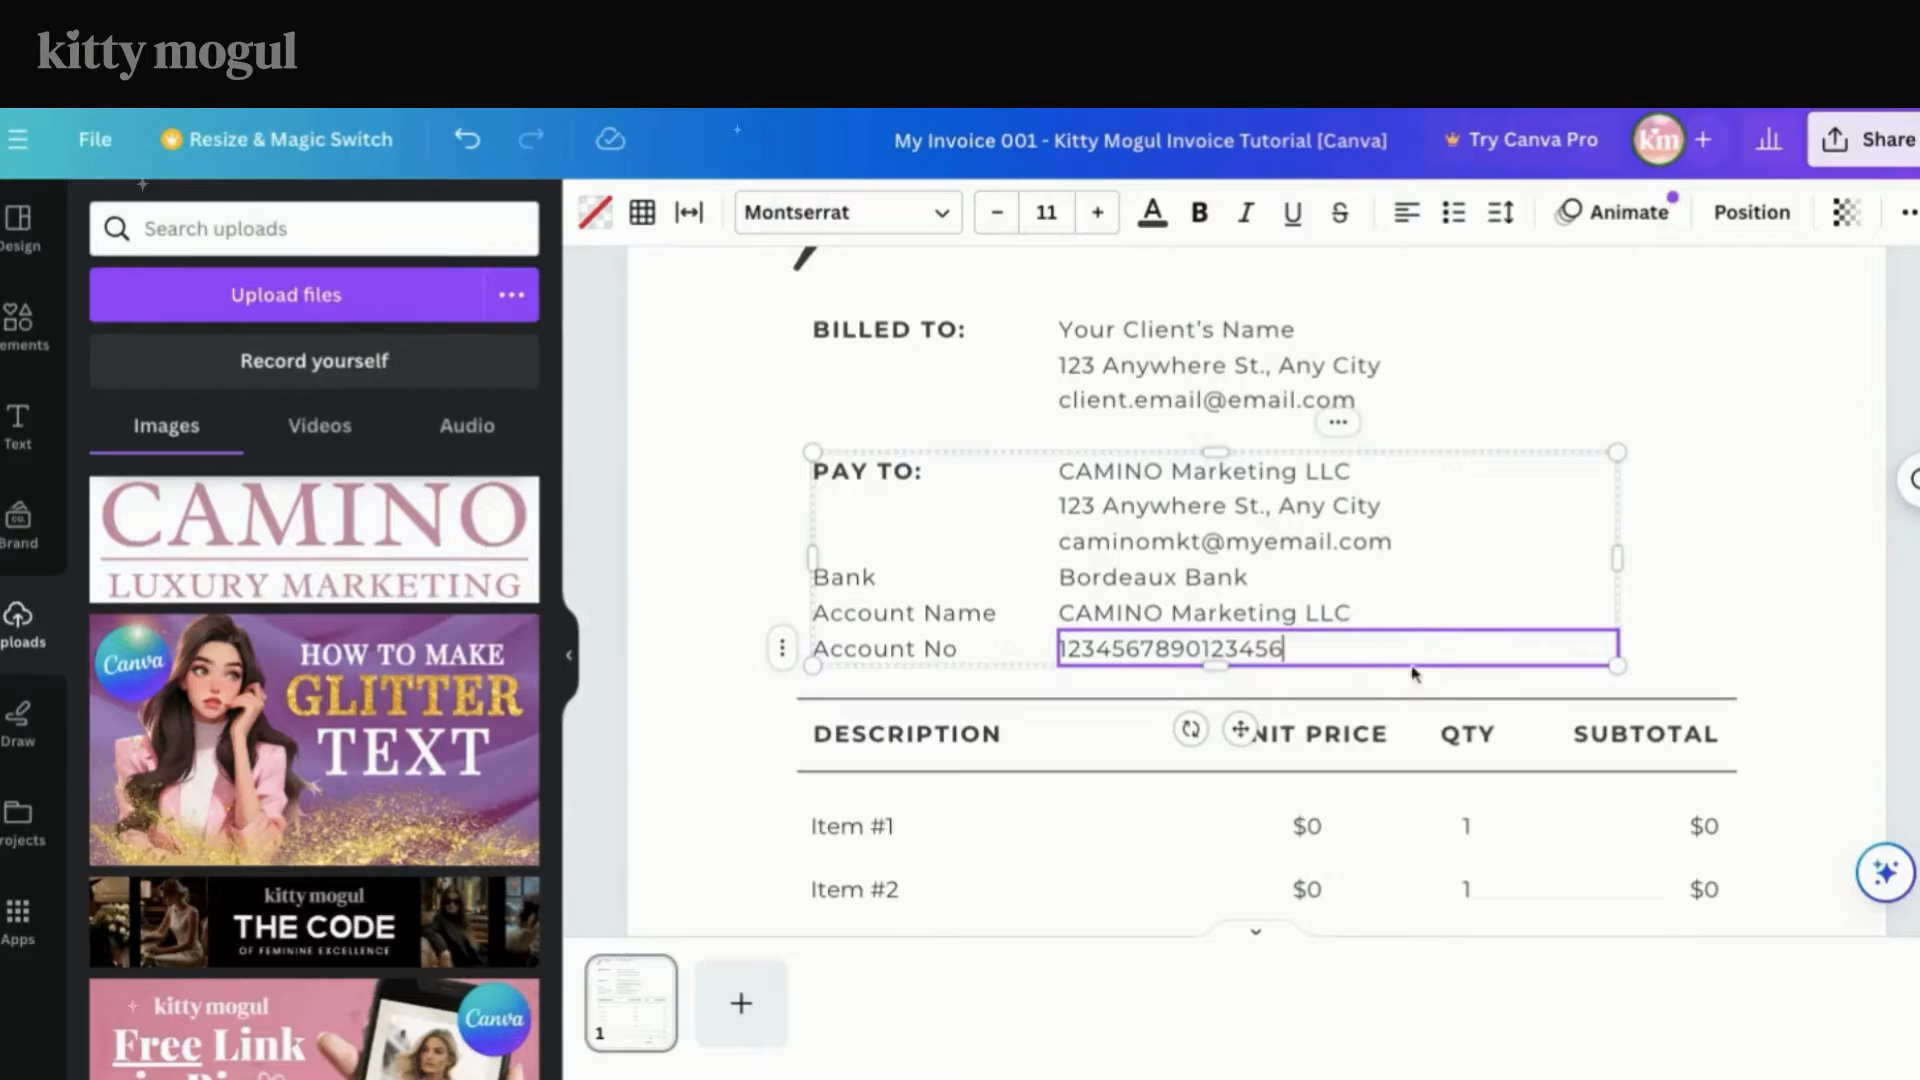 kitty mogul
File
Resize & Magic Switch
My Invoice 001 - Kitty Mogul Invoice Tutorial [Canva]
Try Canva Pro
km
Share
Design
ements
Text
Brand
ploads
Draw
rojects
Apps
Search uploads
Upload files
Record yourself
Images Videos Audio
CAMINO
LUXURY MARKETING
Canva
HOW TO MAKE
GLITTER
TEXT
kitty mogul
THE CODE
OF FEMININE EXCELLENCE
kitty mogul
Canva
Free Link
Montserrat
11
A B I U S
Animate
Position
BILLED TO: Your Client's Name
123 Anywhere St., Any City
client.email@email.com
PAY TO: CAMINO Marketing LLC
123 Anywhere St., Any City
caminomkt@myemail.com
Bank Bordeaux Bank
Account Name CAMINO Marketing LLC
Account No 1234567890123456
DESCRIPTION NIT PRICE QTY SUBTOTAL
Item #1 $0 1 $0
Item #2 $0 1 $0
1